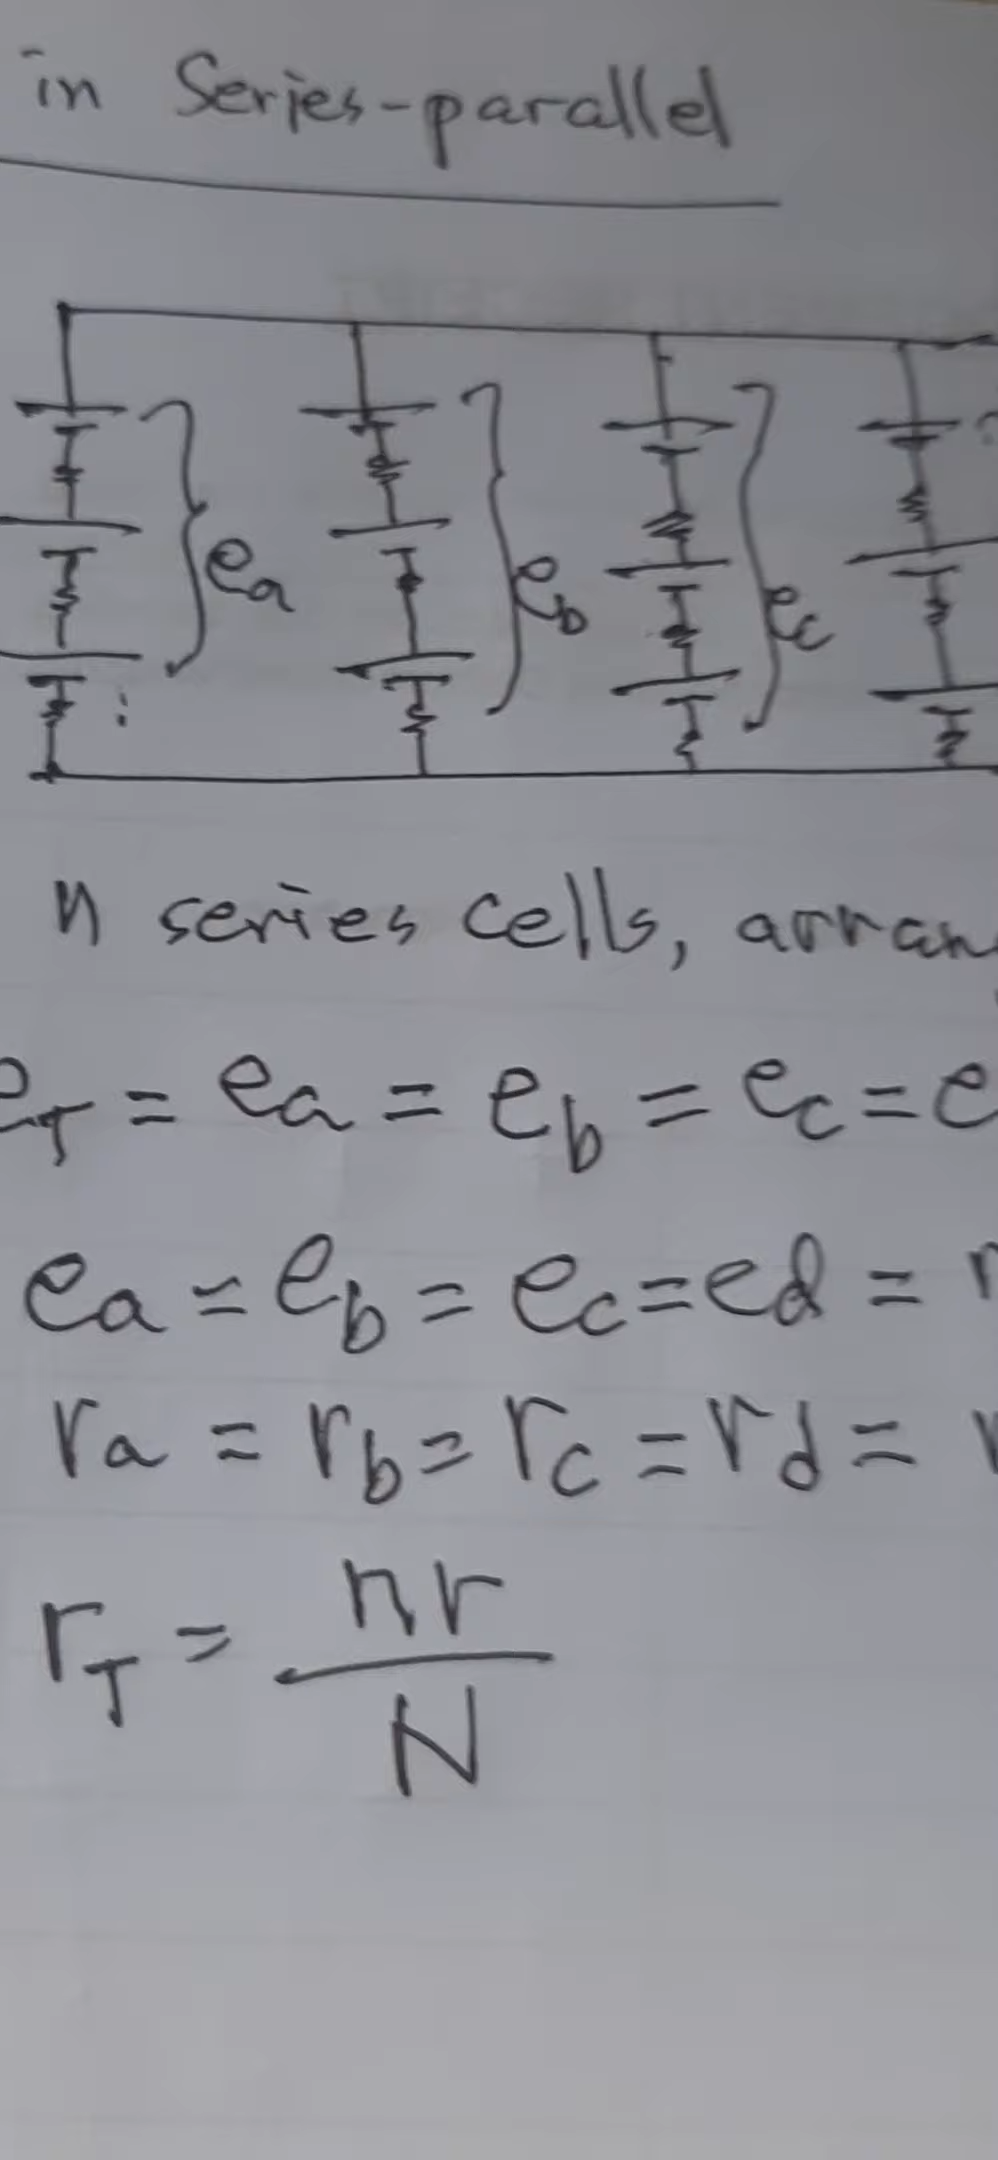 in Series-parallel
ea
eb
ec
n series cells, arran
eT = ea = eb = ec = e
ea = eb = ec = ed =
ra = rb = rc = rd =
rT = nr
N